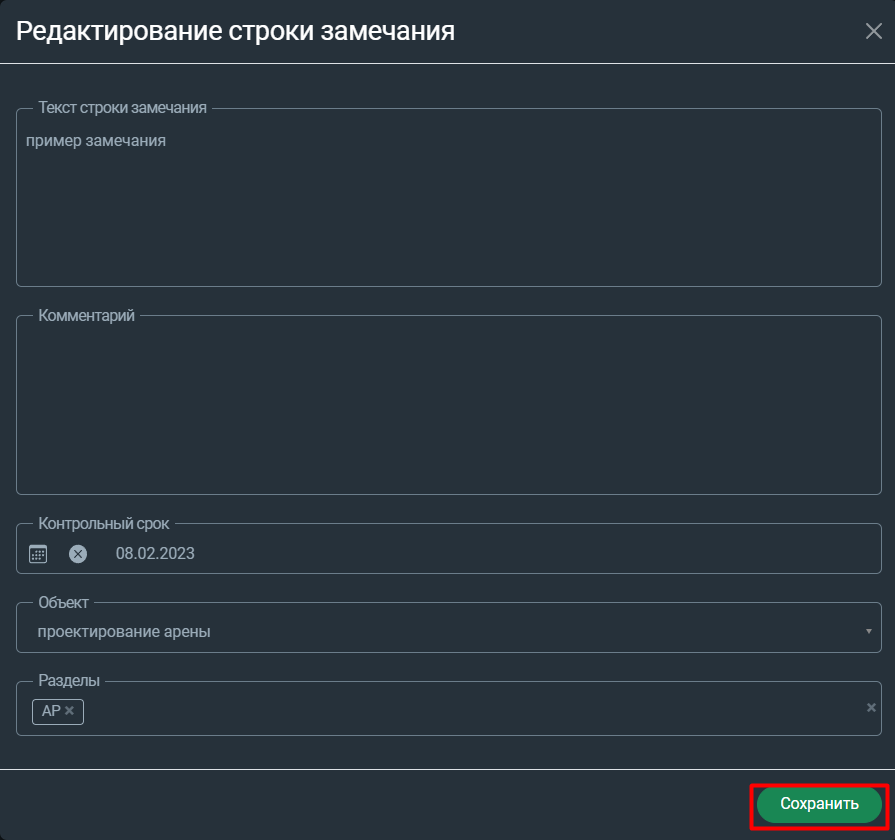 Редактирование строки замечания
Текст строки замечания
пример замечания
Комментарий
Контрольный срок
08.02.2023
Объект
проектирование арены
Разделы
АР
Сохранить